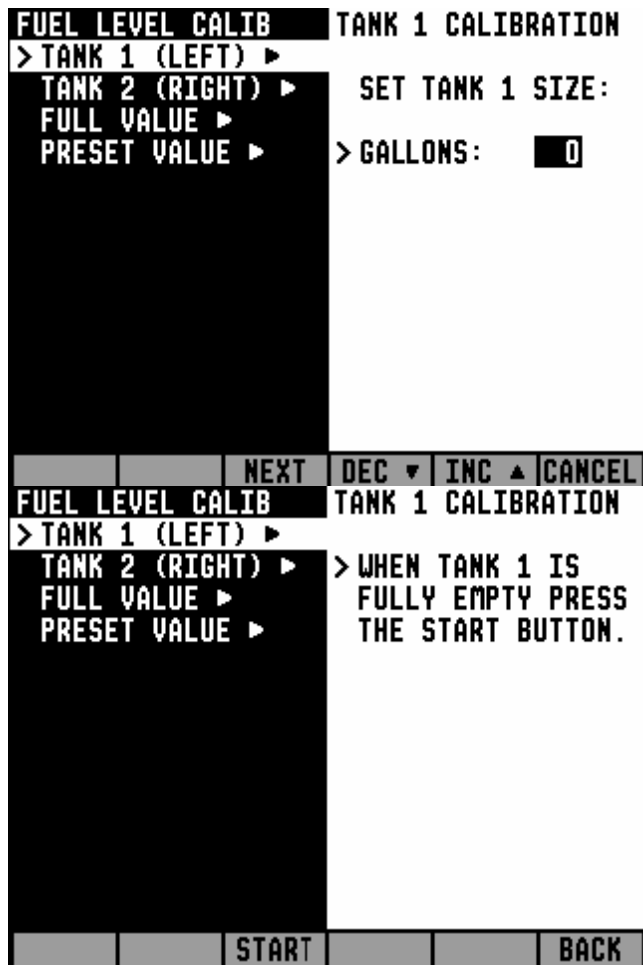 FUEL LEVEL CALIB
> TANK 1 (LEFT) ▶
TANK 2 (RIGHT) ▶
FULL VALUE ▶
PRESET VALUE ▶
TANK 1 CALIBRATION
SET TANK 1 SIZE:
> GALLONS: 0
NEXT DEC ▼ INC ▲ CANCEL
FUEL LEVEL CALIB
> TANK 1 (LEFT) ▶
TANK 2 (RIGHT) ▶
FULL VALUE ▶
PRESET VALUE ▶
TANK 1 CALIBRATION
> WHEN TANK 1 IS
FULLY EMPTY PRESS
THE START BUTTON.
START BACK